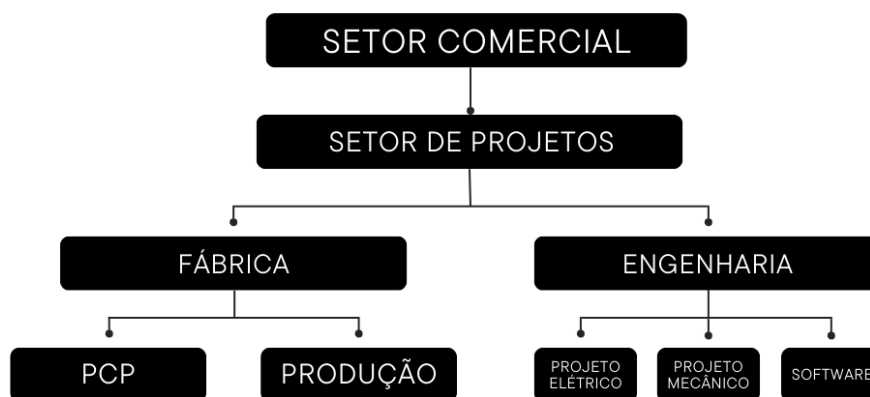 SETOR COMERCIAL
SETOR DE PROJETOS
FÁBRICA
ENGENHARIA
PCP
PRODUÇÃO
PROJETO
ELÉTRICO
PROJETO
MECÂNICO
SOFTWARE